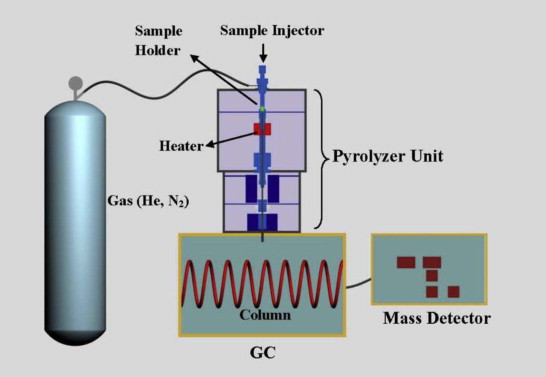 Sample
Holder
Sample Injector
Heater
Pyrolyzer Unit
Gas (He, N₂)
Column
Mass Detector
GC